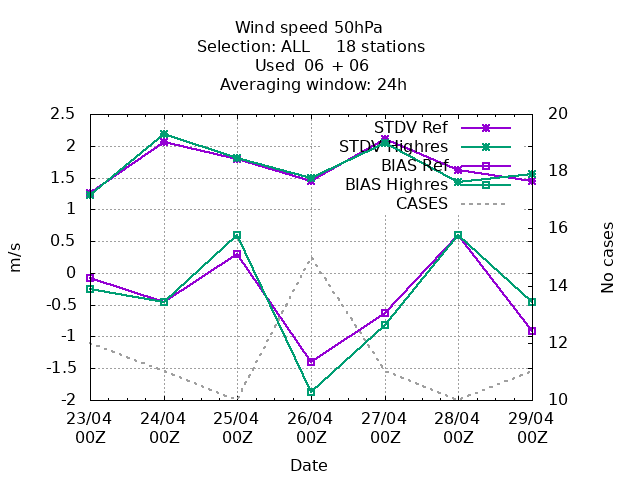 Wind speed 50hPa
Selection: ALL 18 stations
Used 06 + 06
Averaging window: 24h
STDV Ref
STDV Highres
BIAS Ref
BIAS Highres
CASES
2.5
2
1.5
1
0.5
0
-0.5
-1
-1.5
-2
m/s
20
18
16
14
12
10
No cases
23/04 24/04 25/04 26/04 27/04 28/04 29/04
00Z 00Z 00Z 00Z 00Z 00Z 00Z
Date